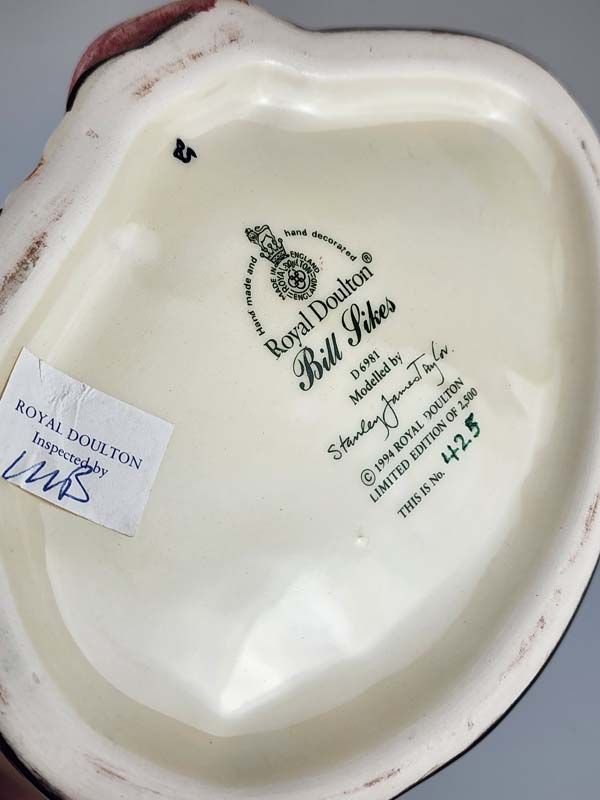 Hand made and hand decorated
MADE IN ENGLAND
ROYAL DOULTON
ENGLAND
Royal Doulton®
Bill Sikes
D 6981
Modelled by
Stanley James Taylor.
© 1994 ROYAL DOULTON
LIMITED EDITION OF 2,500
THIS IS No. 425
ROYAL DOULTON
Inspected by